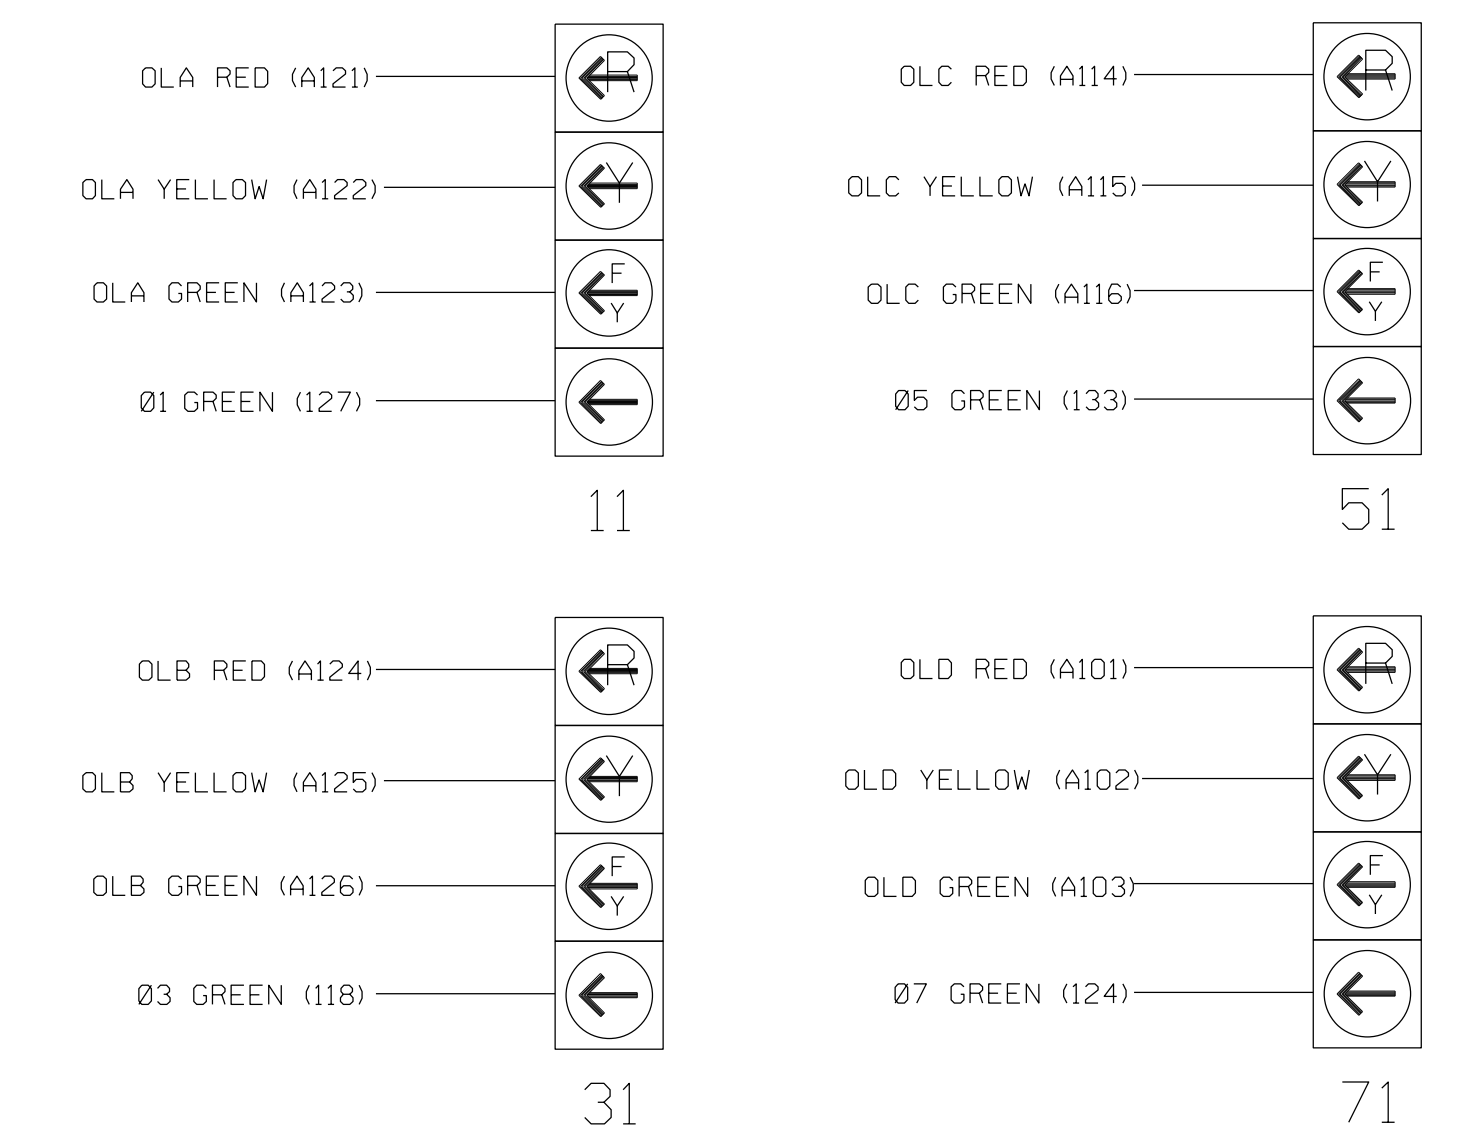 OLA RED (A121)
R
OLA YELLOW (A122)
Y
OLA GREEN (A123)
F
Y
Ø1 GREEN (127)
11
OLC RED (A114)
R
OLC YELLOW (A115)
Y
OLC GREEN (A116)
F
Y
Ø5 GREEN (133)
51
OLB RED (A124)
R
OLB YELLOW (A125)
Y
OLB GREEN (A126)
F
Y
Ø3 GREEN (118)
31
OLD RED (A101)
R
OLD YELLOW (A102)
Y
OLD GREEN (A103)
F
Y
Ø7 GREEN (124)
71